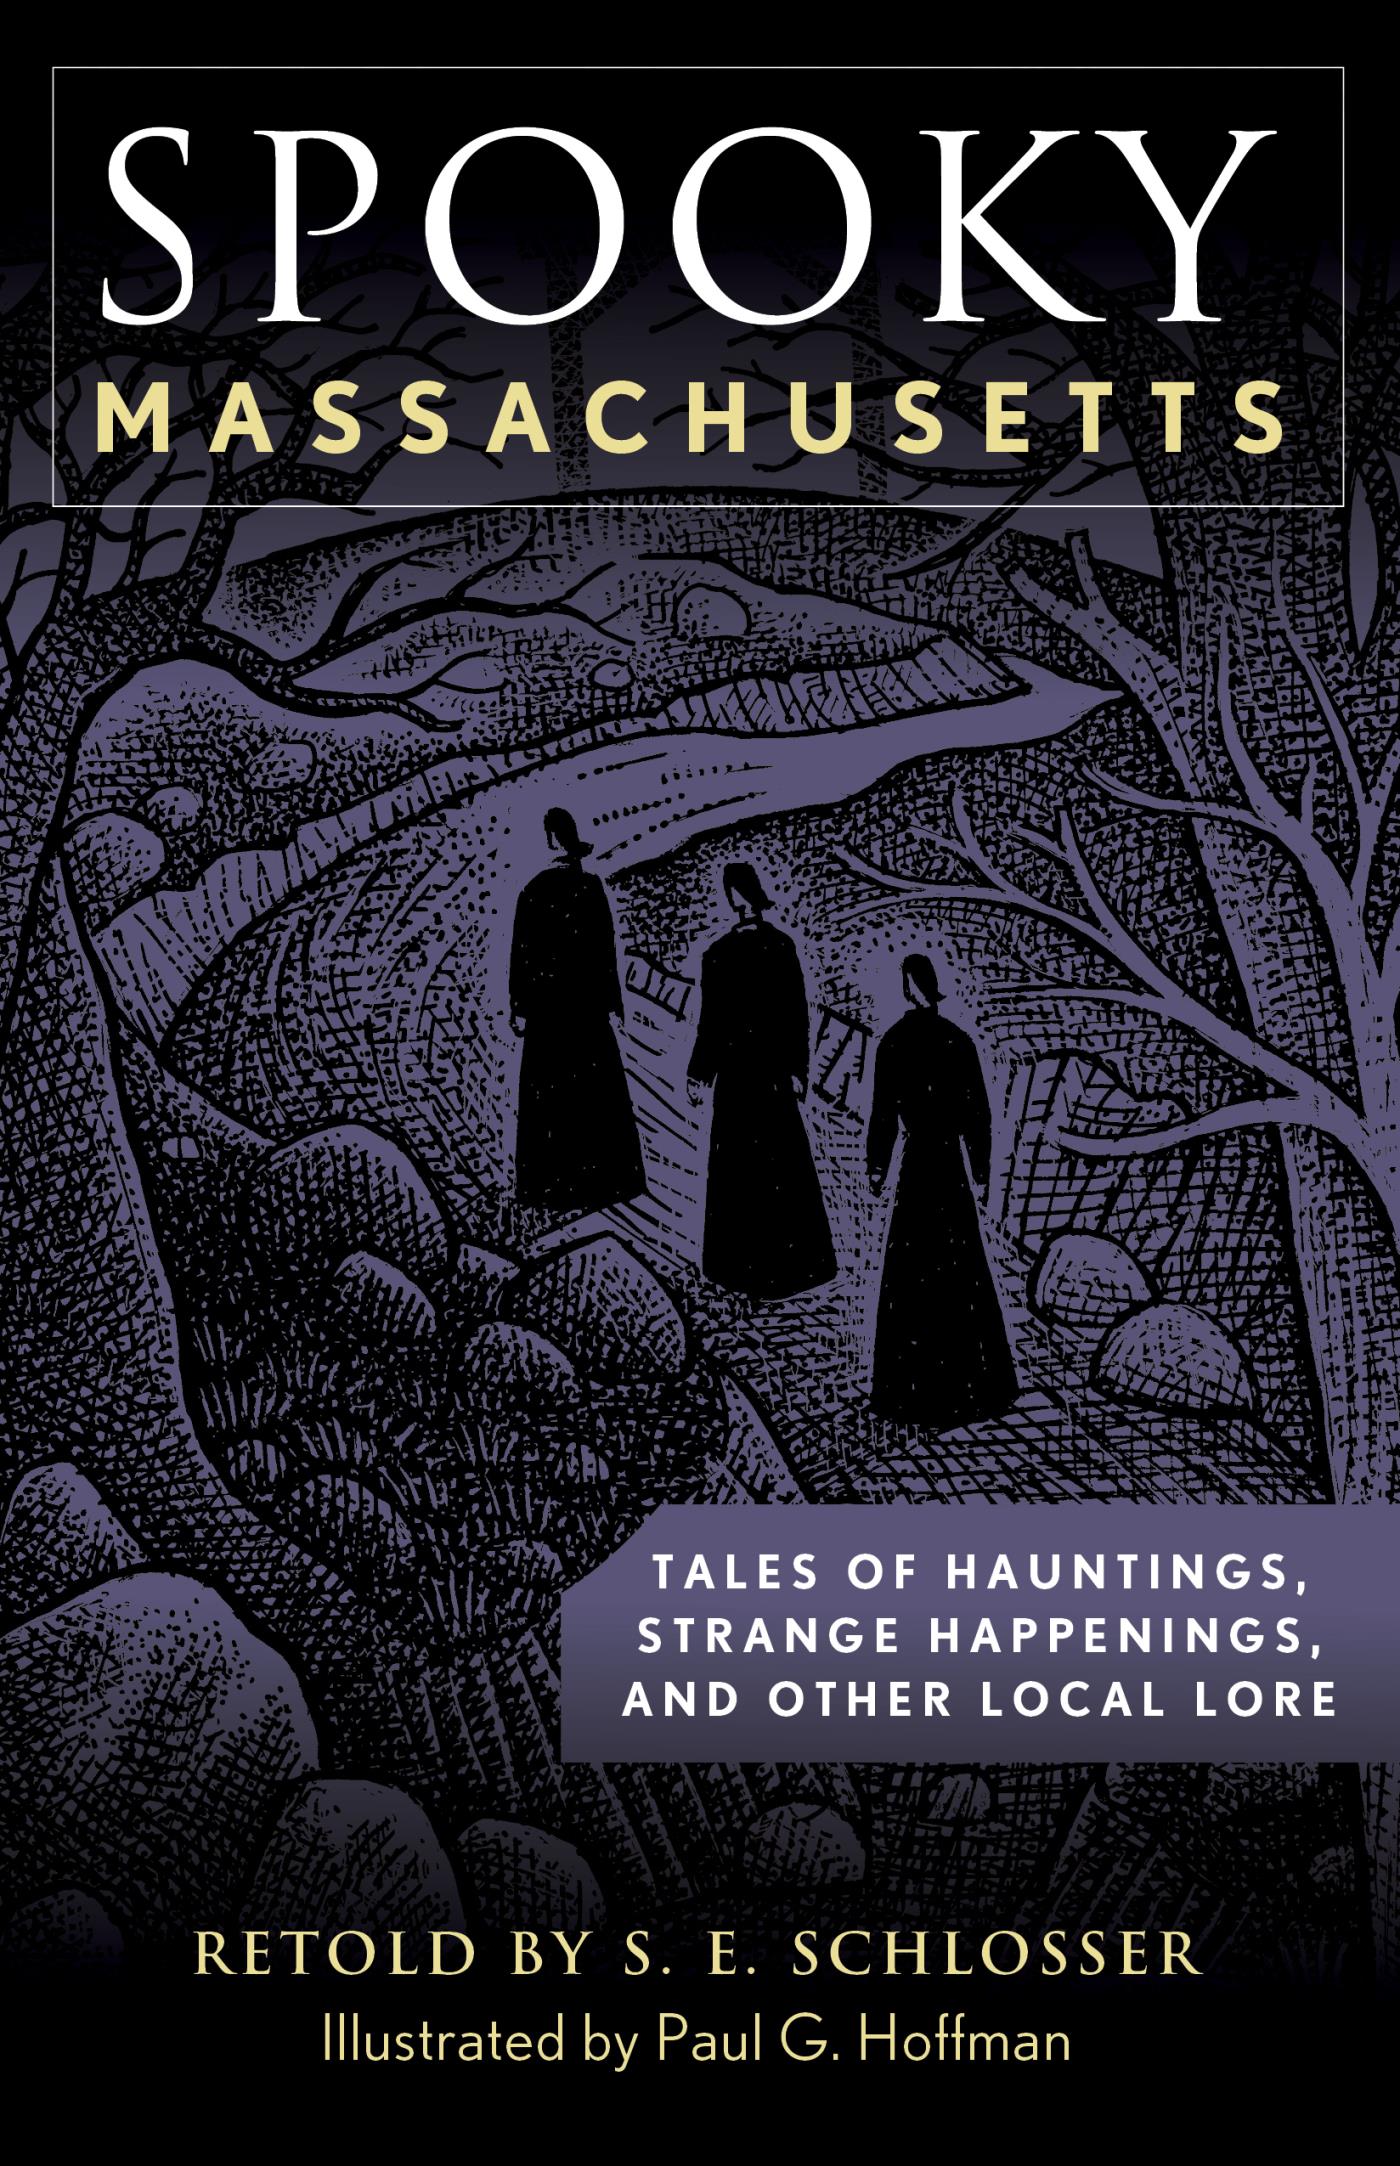 SPOOKY
MASSACHUSETTS
TALES OF HAUNTINGS,
STRANGE HAPPENINGS,
AND OTHER LOCAL LORE
RETOLD BY S. E. SCHLOSSER
Illustrated by Paul G. Hoffman